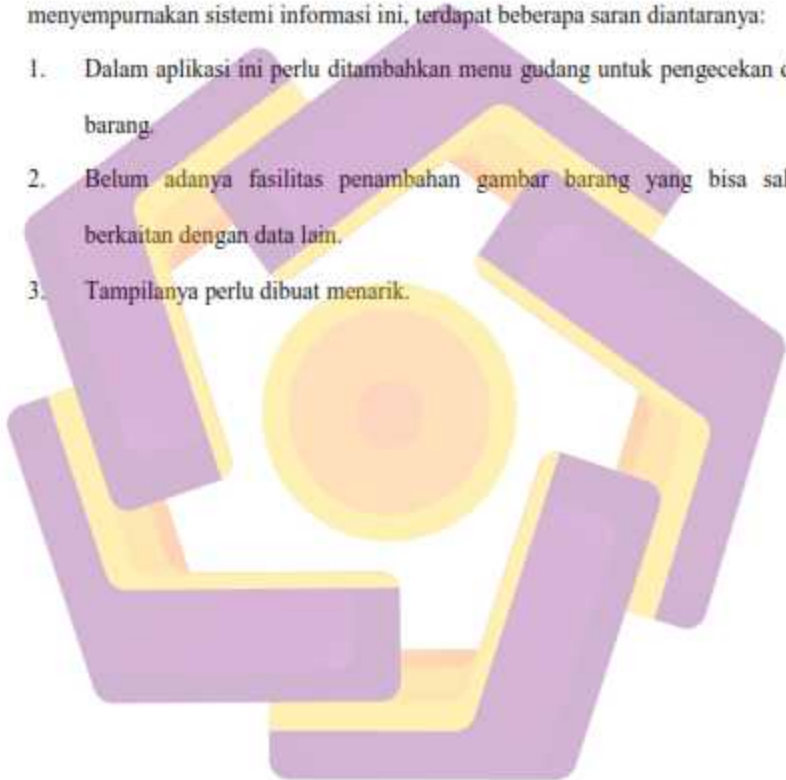 menyempurnakan sistemi informasi ini, terdapat beberapa saran diantaranya:
1. Dalam aplikasi ini perlu ditambahkan menu gudang untuk pengecekan
barang.
2. Belum adanya fasilitas penambahan gambar barang yang bisa
berkaitan dengan data lain.
3. Tampilanya perlu dibuat menarik.